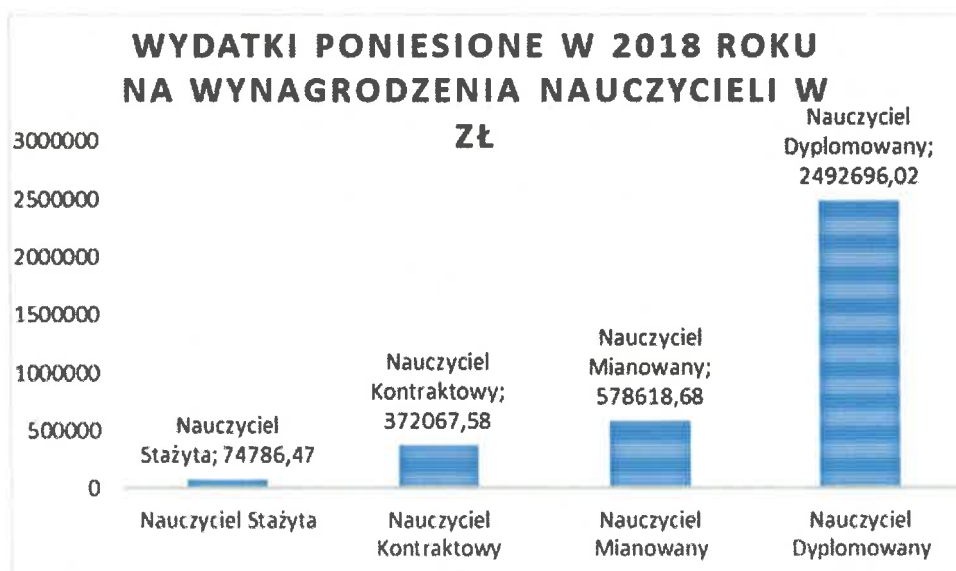 WYDATKI PONIESIONE W 2018 ROKU
NA WYNAGRODZENIA NAUCZYCIELI W
ZŁ
3000000
2500000
2000000
1500000
1000000
500000
0
Nauczyciel
Stażyta; 74786,47
Nauczyciel
Kontraktowy;
372067,58
Nauczyciel
Mianowany;
578618,68
Nauczyciel
Dyplomowany;
2492696,02
Nauczyciel Stażyta
Nauczyciel
Kontraktowy
Nauczyciel
Mianowany
Nauczyciel
Dyplomowany